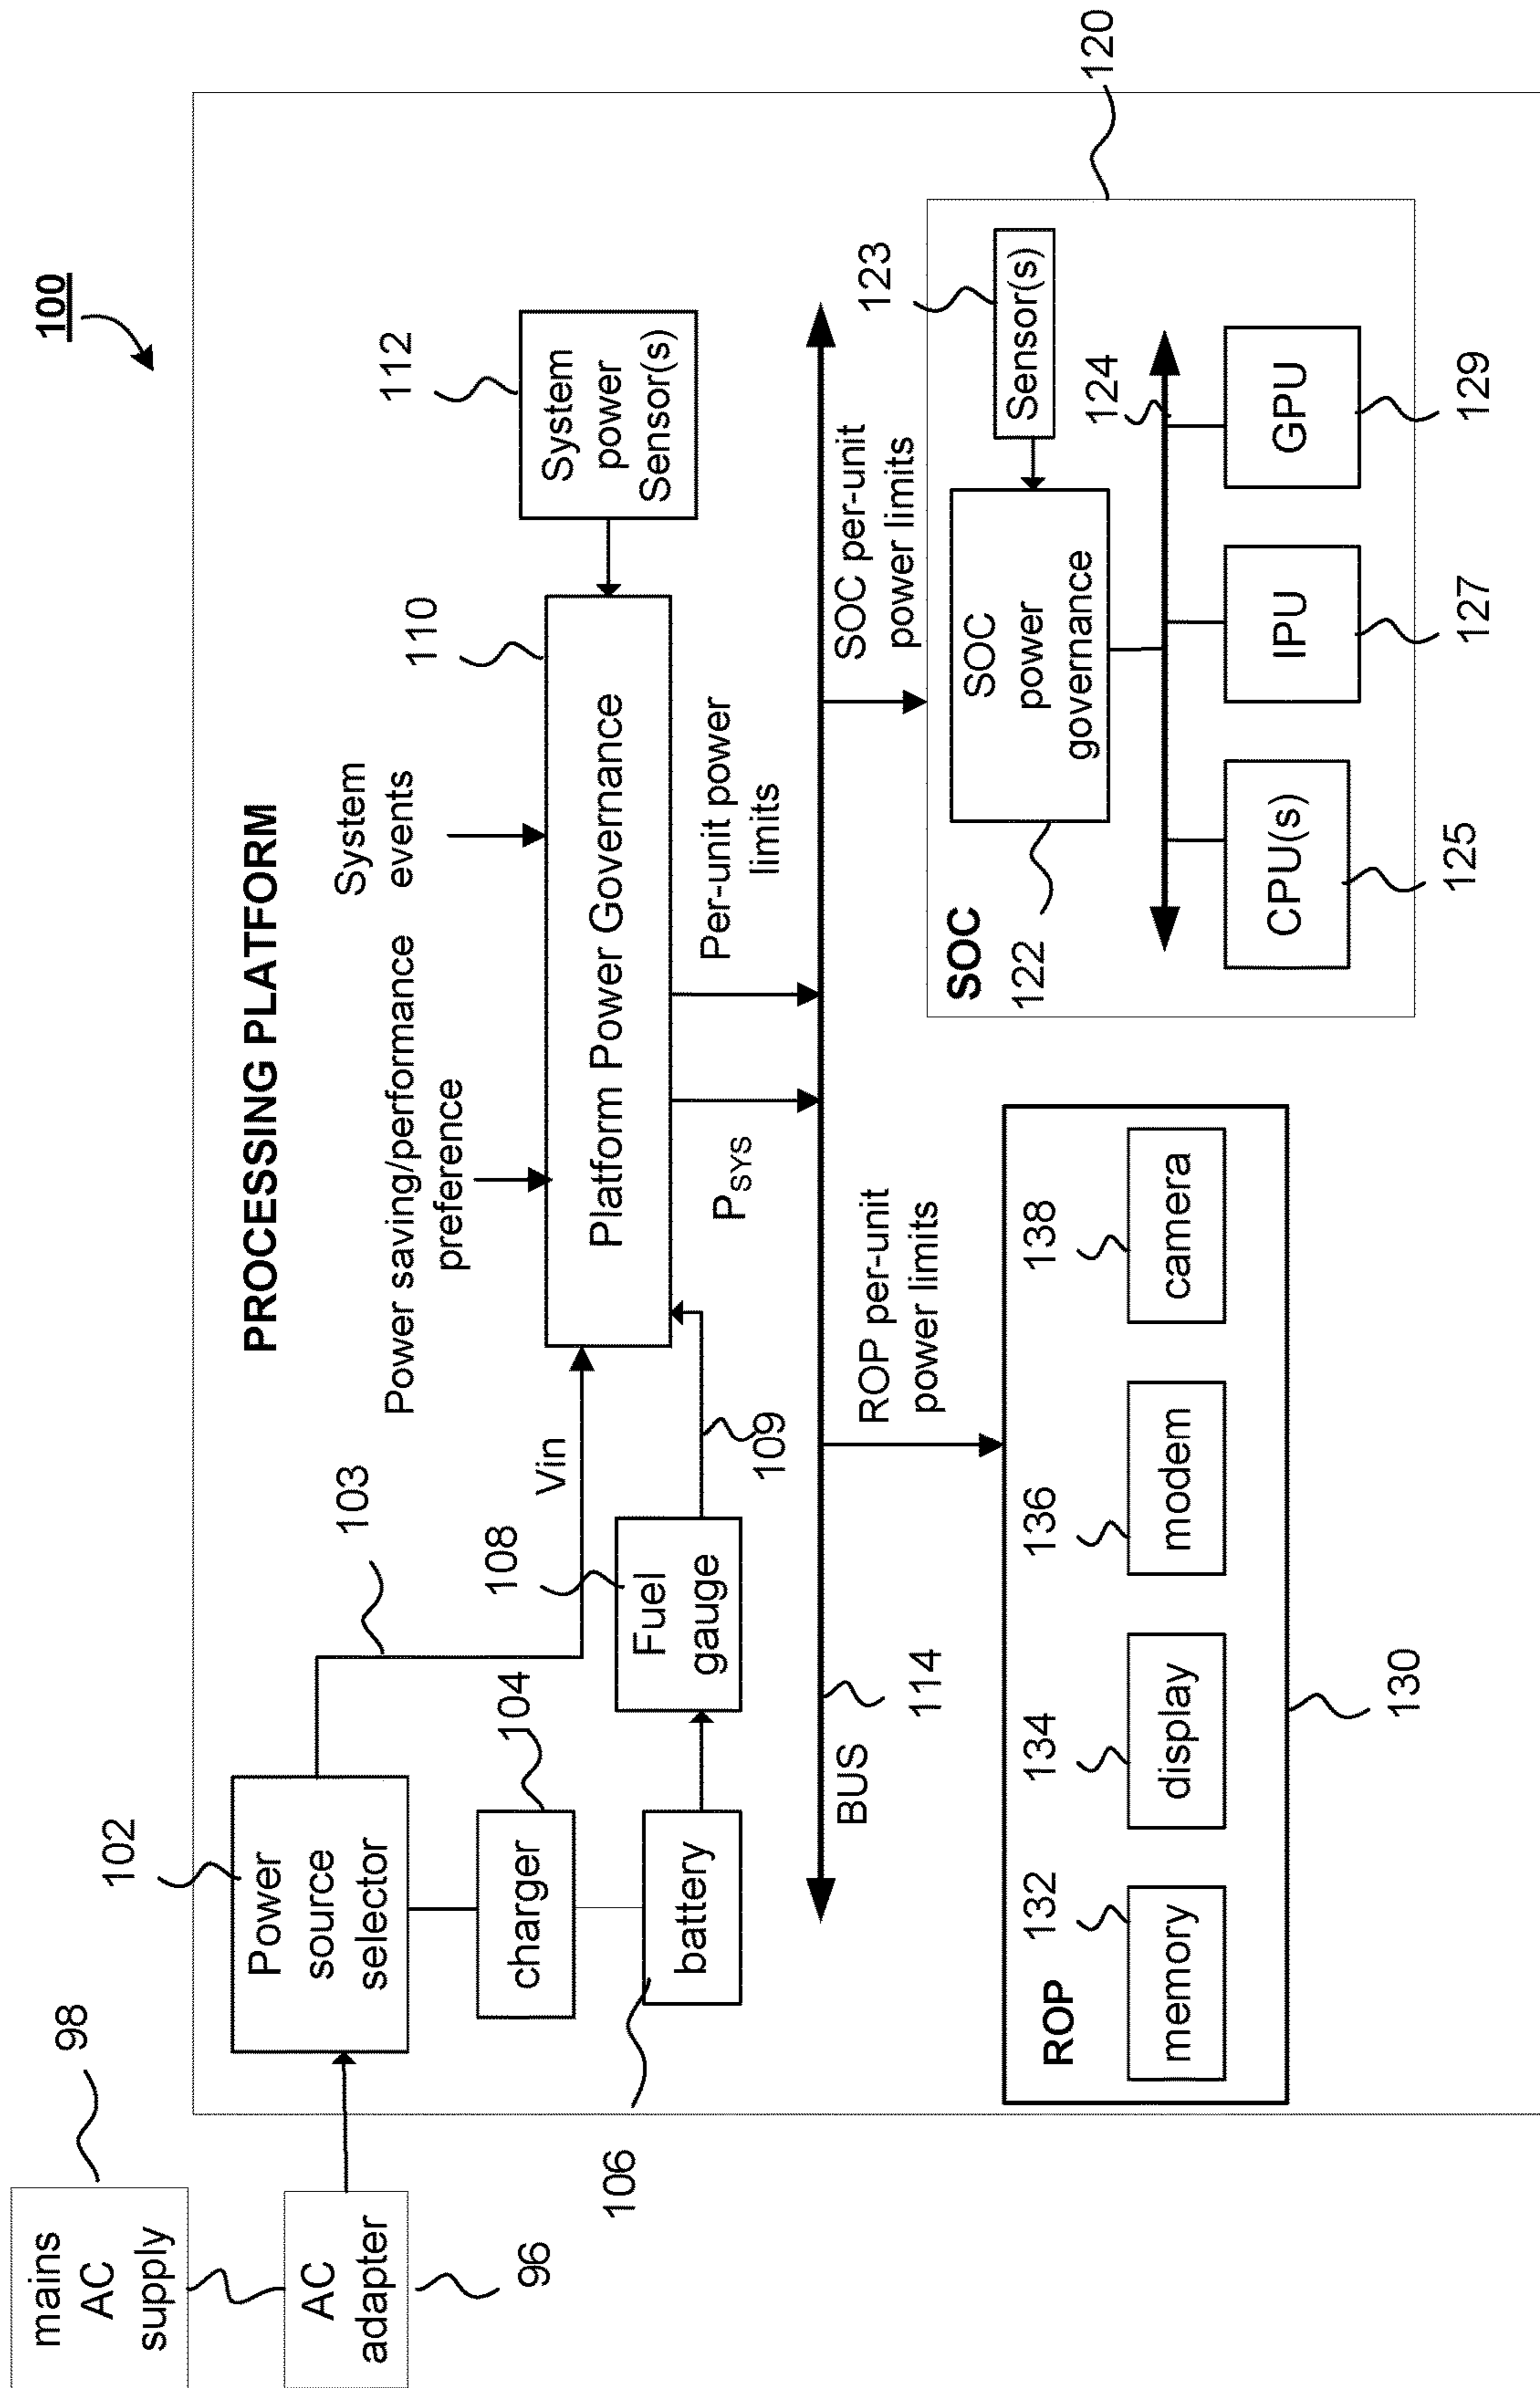 100
PROCESSING PLATFORM
120
mains
AC
supply
98
AC
adapter
96
102
Power
source
selector
103
Vin
104
charger
106
battery
108
Fuel
gauge
109
Power saving/performance
preference
System
events
110
Platform Power Governance
112
System
power
Sensor(s)
PSYS
Per-unit power
limits
BUS
114
ROP per-unit
power limits
SOC per-unit
power limits
ROP
132
memory
134
display
136
modem
138
camera
130
SOC
122
SOC
power
governance
123
Sensor(s)
124
CPU(s)
125
IPU
127
GPU
129